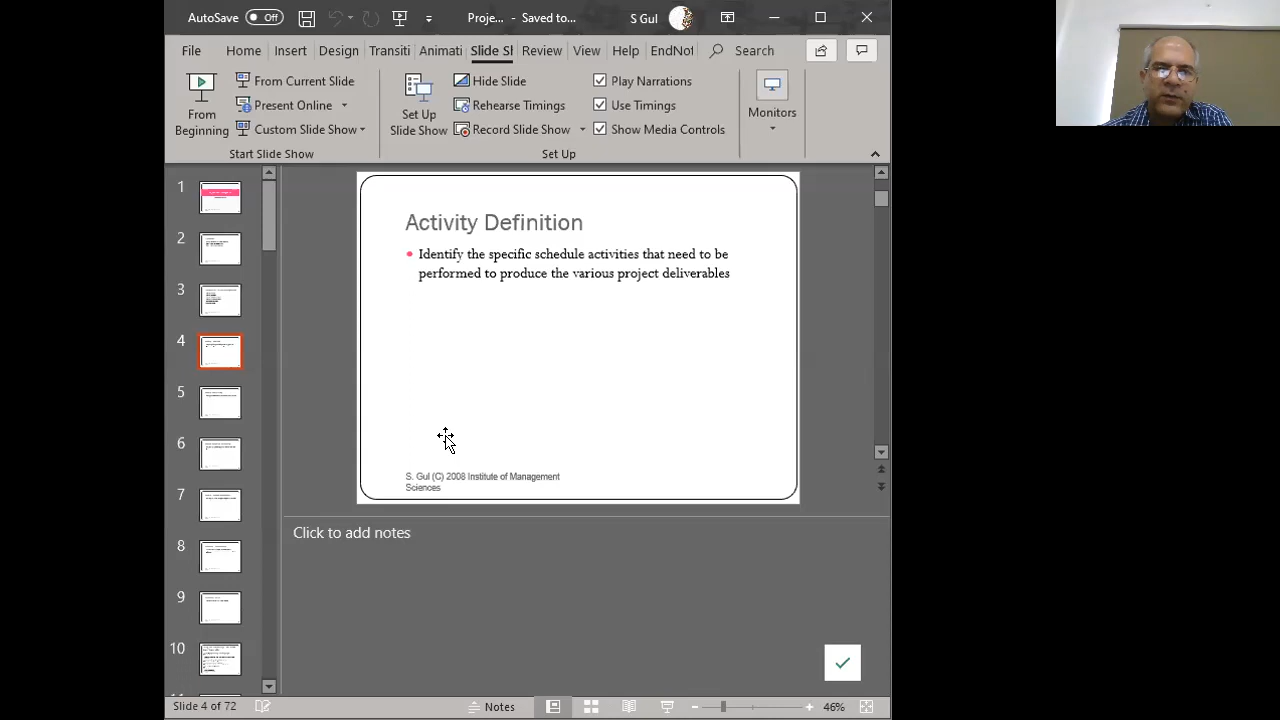 AutoSave Off Proje... - Saved to... S Gul
File Home Insert Design Transiti Animati Slide Sh Review View Help EndNot Search
From Beginning
From Current Slide
Present Online
Custom Slide Show
Start Slide Show
Set Up Slide Show
Hide Slide
Rehearse Timings
Record Slide Show
Play Narrations
Use Timings
Show Media Controls
Set Up
Monitors
1
2
3
4
5
6
7
8
9
10
Activity Definition
Identify the specific schedule activities that need to be
performed to produce the various project deliverables
S. Gul (C) 2008 Institute of Management
Sciences
Click to add notes
Slide 4 of 72 Notes 46%